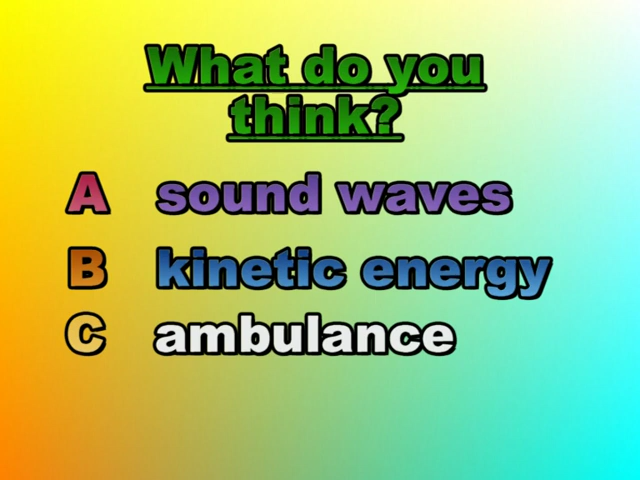 What do you
think?
A sound waves
B kinetic energy
C ambulance